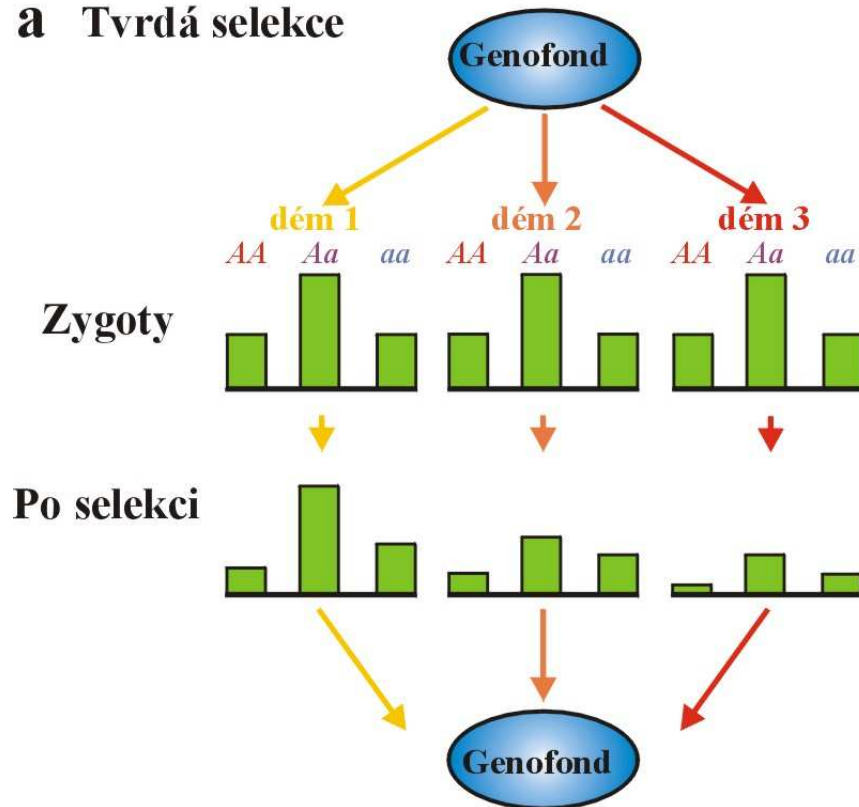 a Tvrdá selekce
Genofond
dém 1 dém 2 dém 3
AA Aa aa AA Aa aa AA Aa aa
Zygoty
Po selekci
Genofond